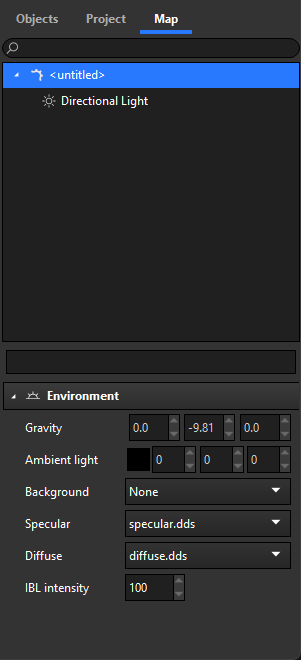 Objects Project Map
<untitled>
Directional Light
Environment
Gravity 0.0 -9.81 0.0
Ambient light 0 0 0
Background None
Specular specular.dds
Diffuse diffuse.dds
IBL intensity 100